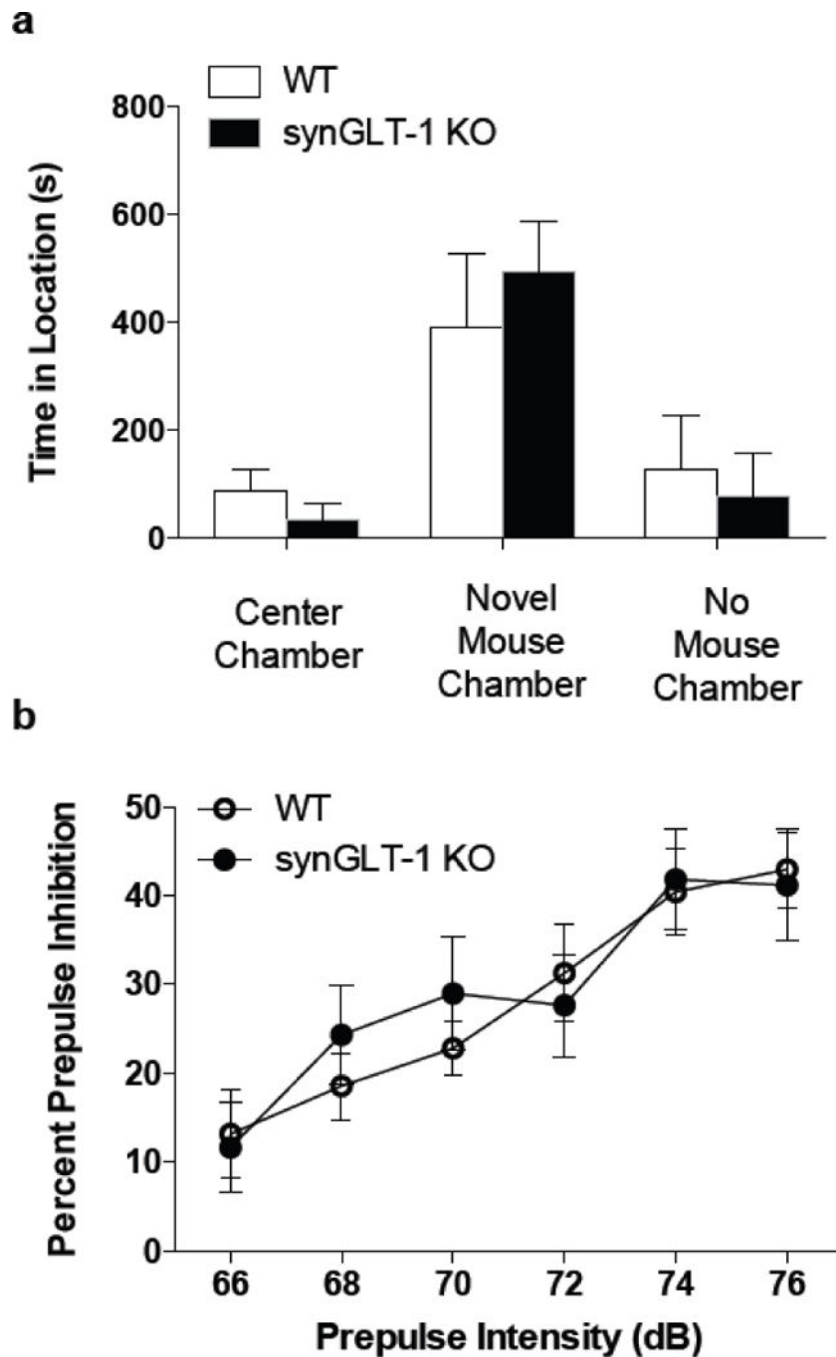 a
WT
synGLT-1 KO
Time in Location (s)
800
600
400
200
0
Center
Chamber
Novel
Mouse
Chamber
No
Mouse
Chamber
b
WT
synGLT-1 KO
Percent Prepulse Inhibition
50
40
30
20
10
0
66 68 70 72 74 76
Prepulse Intensity (dB)